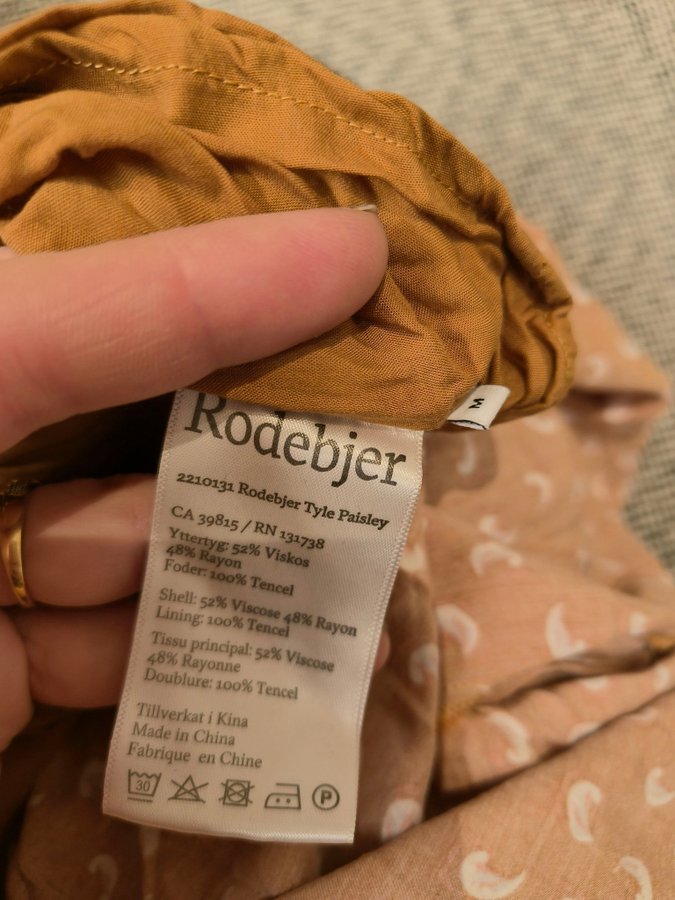 M
Rodebjer
2210131 Rodebjer Tyle Paisley
CA 39815 / RN 131738
Yttertyg: 52% Viskos
48% Rayon
Foder: 100% Tencel
Shell: 52% Viscose 48% Rayon
Lining: 100% Tencel
Tissu principal: 52% Viscose
48% Rayonne
Doublure: 100% Tencel
Tillverkat i Kina
Made in China
Fabrique en Chine
30 P